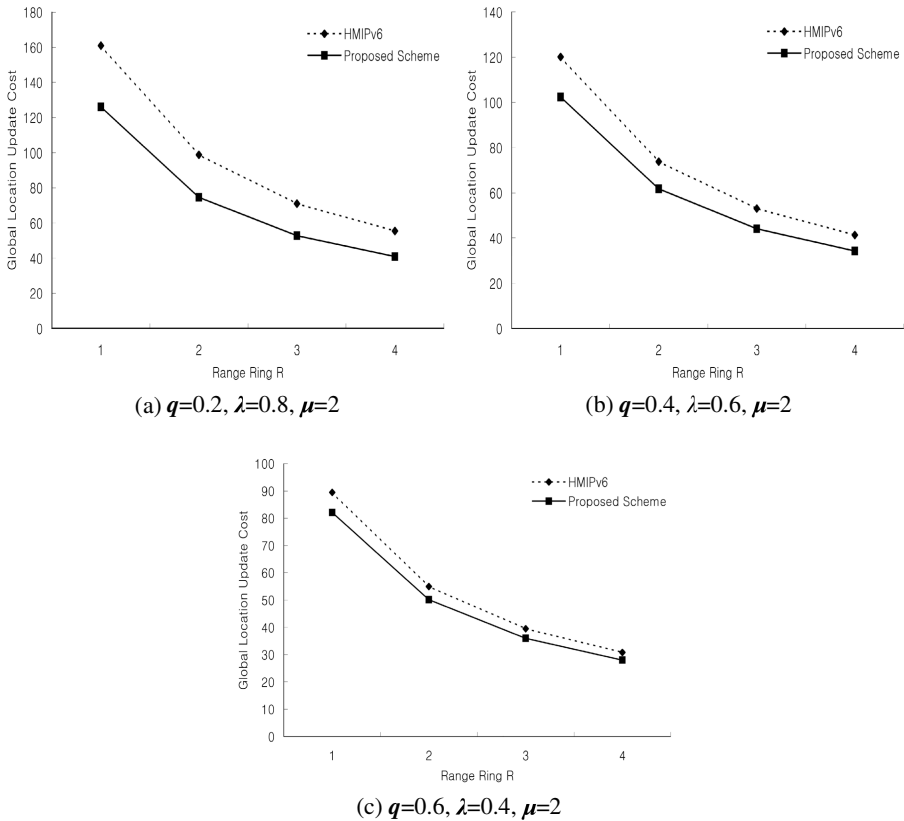 Global Location Update Cost
180
160
140
120
100
80
60
40
20
0
1 2 3 4
Range Ring R
HMIPv6
Proposed Scheme
(a) q=0.2, λ=0.8, μ=2
Global Location Update Cost
140
120
100
80
60
40
20
0
1 2 3 4
Range Ring R
HMIPv6
Proposed Scheme
(b) q=0.4, λ=0.6, μ=2
Global Location Update Cost
100
90
80
70
60
50
40
30
20
10
0
1 2 3 4
Range Ring R
HMIPv6
Proposed Scheme
(c) q=0.6, λ=0.4, μ=2